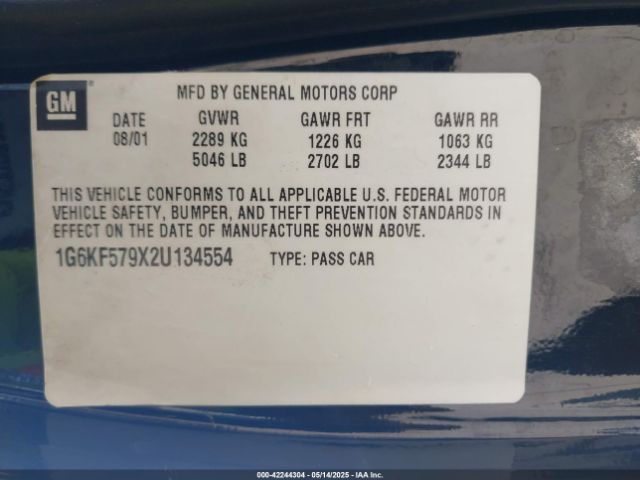 GM
MFD BY GENERAL MOTORS CORP
DATE GVWR GAWR FRT GAWR RR
08/01 2289 KG 1226 KG 1063 KG
5046 LB 2702 LB 2344 LB
THIS VEHICLE CONFORMS TO ALL APPLICABLE U.S. FEDERAL MOTOR
VEHICLE SAFETY, BUMPER, AND THEFT PREVENTION STANDARDS IN
EFFECT ON THE DATE OF MANUFACTURE SHOWN ABOVE.
1G6KF579X2U134554 TYPE: PASS CAR
000-42244304 - 05/14/2025 - IAA Inc.